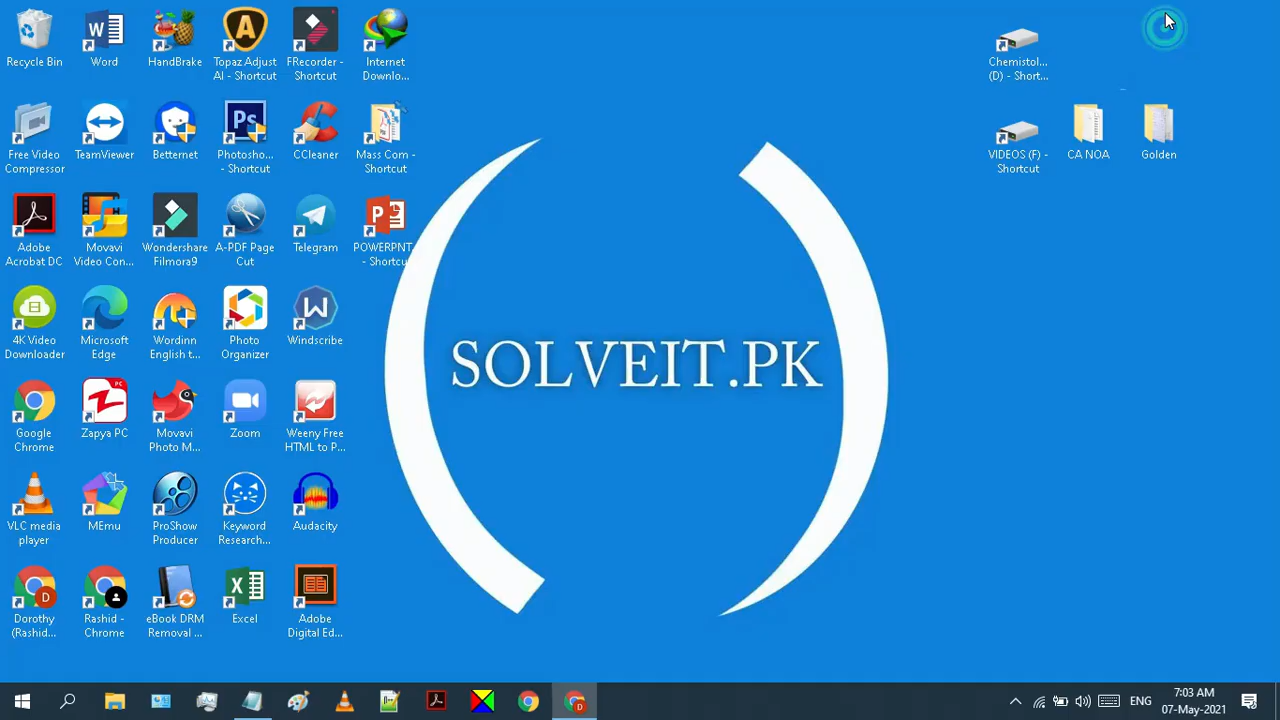 Recycle Bin
Word
HandBrake
Topaz Adjust
AI - Shortcut
FRecorder -
Shortcut
Internet
Downlo...
Chemistol...
(D) - Short...
Free Video
Compressor
TeamViewer
Betternet
Ps
Photosho...
- Shortcut
CCleaner
Mass Com -
Shortcut
VIDEOS (F) -
Shortcut
CA NOA
Golden
Adobe
Acrobat DC
Movavi
Video Con...
Wondershare
Filmora9
A-PDF Page
Cut
Telegram
POWERPNT
- Shortcut
4K Video
Downloader
Microsoft
Edge
Wordinn
English t...
Photo
Organizer
Windscribe
SOLVEIT.PK
Google
Chrome
Zapya PC
Movavi
Photo M...
Zoom
Weeny Free
HTML to P...
VLC media
player
MEmu
ProShow
Producer
Keyword
Research...
Audacity
Dorothy
(Rashid...
Rashid -
Chrome
eBook DRM
Removal ...
Excel
Adobe
Digital Ed...
ENG
7:03 AM
07-May-2021